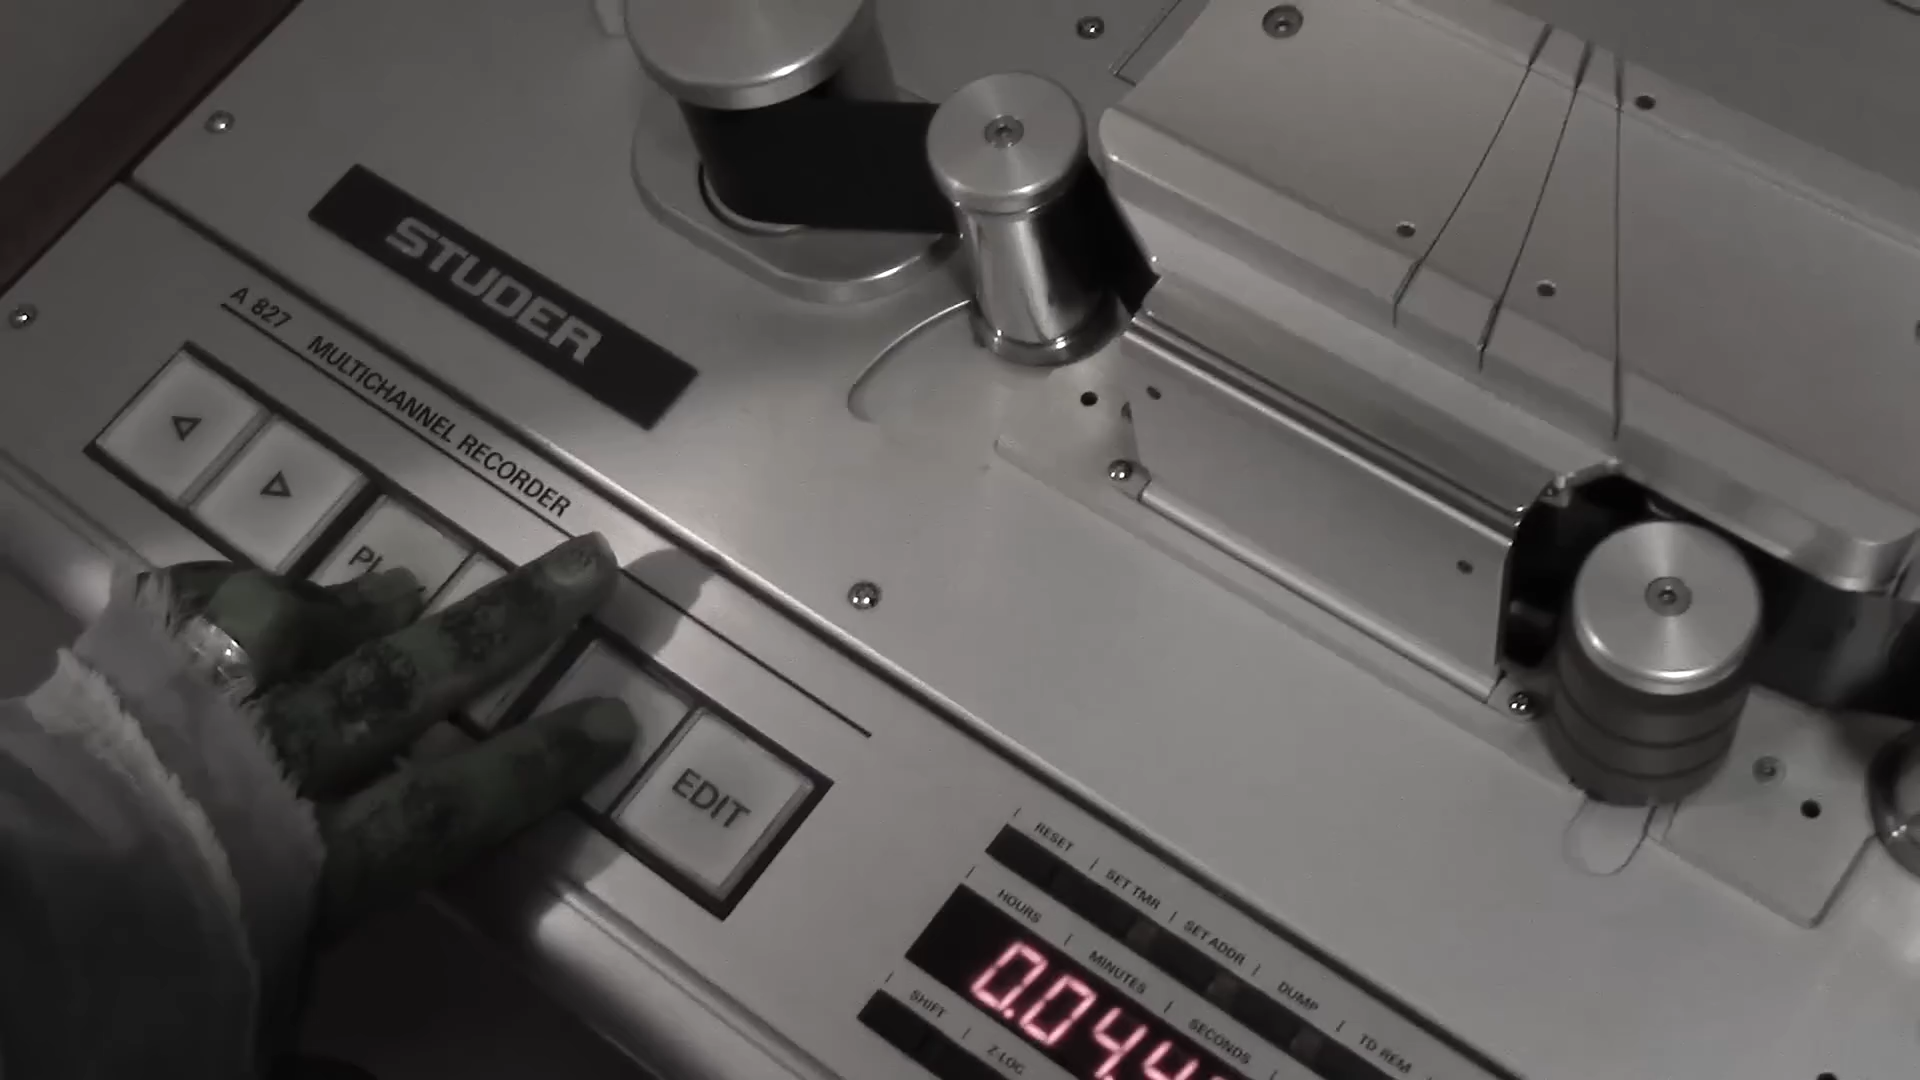 STUDER
A 827 MULTICHANNEL RECORDER
EDIT
RESET SET TMR SET ADDR DUMP TD REM
HOURS MINUTES SECONDS
0.04.4
SHIFT Z-LOC